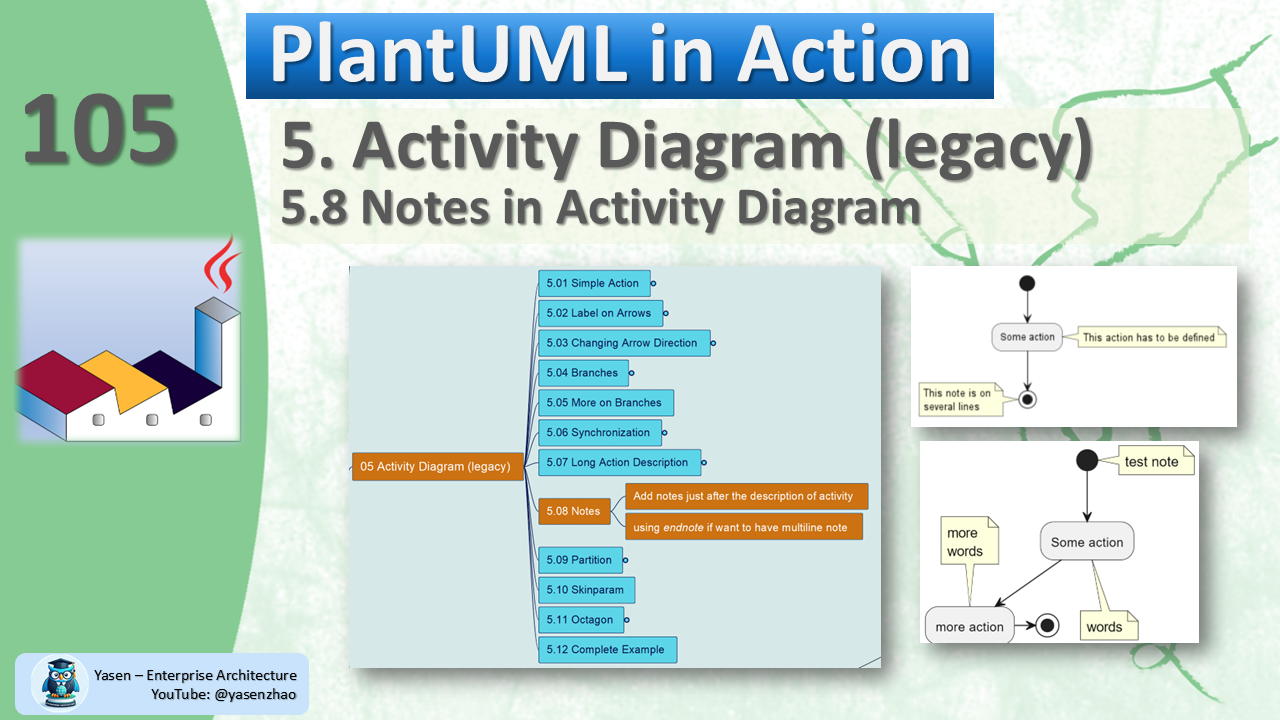 PlantUML in Action
105
5. Activity Diagram (legacy)
5.8 Notes in Activity Diagram
05 Activity Diagram (legacy)
5.01 Simple Action
5.02 Label on Arrows
5.03 Changing Arrow Direction
5.04 Branches
5.05 More on Branches
5.06 Synchronization
5.07 Long Action Description
5.08 Notes
Add notes just after the description of activity
using endnote if want to have multiline note
5.09 Partition
5.10 Skinparam
5.11 Octagon
5.12 Complete Example
Some action
This action has to be defined
This note is on
several lines
test note
Some action
more
words
more action
words
Yasen – Enterprise Architecture
YouTube: @yasenzhao